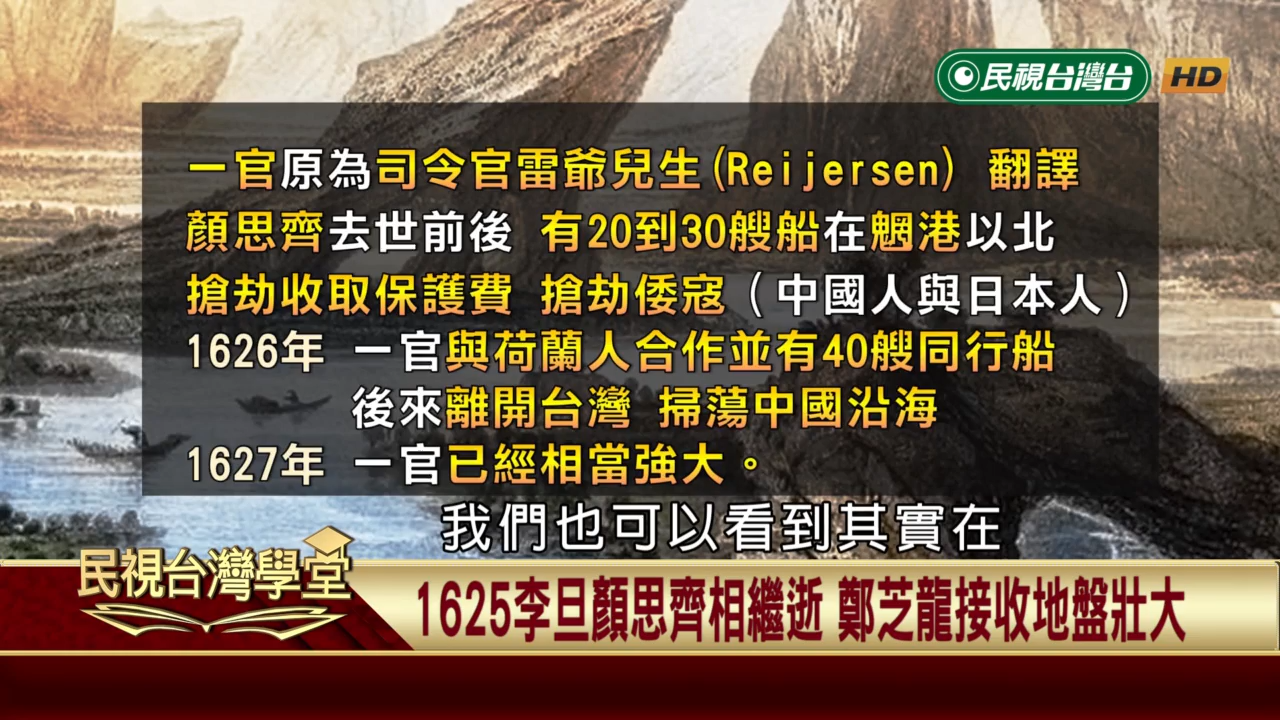 民視台灣台 HD
一官原為司令官雷爺兒生(Reijersen) 翻譯
顏思齊去世前後 有20到30艘船在魍港以北
搶劫收取保護費 搶劫倭寇（中國人與日本人）
1626年 一官與荷蘭人合作並有40艘同行船
後來離開台灣 掃蕩中國沿海
1627年 一官已經相當強大。
我們也可以看到其實在
民視台灣學堂
1625李旦顏思齊相繼逝 鄭芝龍接收地盤壯大